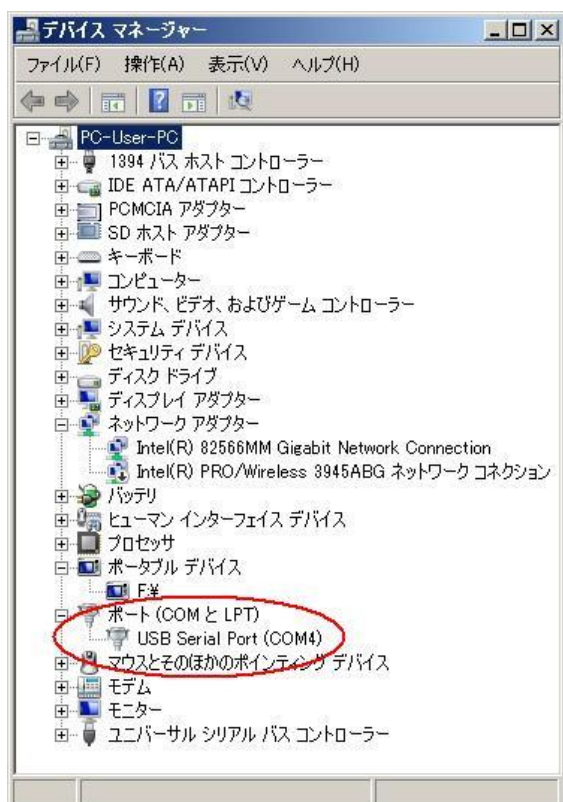 デバイス マネージャー
ファイル(F) 操作(A) 表示(V) ヘルプ(H)
PC-User-PC
1394 バス ホスト コントローラー
IDE ATA/ATAPI コントローラー
PCMCIA アダプター
SD ホスト アダプター
キーボード
コンピューター
サウンド、ビデオ、およびゲーム コントローラー
システム デバイス
セキュリティ デバイス
ディスク ドライブ
ディスプレイ アダプター
ネットワーク アダプター
Intel(R) 82566MM Gigabit Network Connection
Intel(R) PRO/Wireless 3945ABG ネットワーク コネクション
バッテリ
ヒューマン インターフェイス デバイス
プロセッサ
ポータブル デバイス
F:¥
ポート (COM と LPT)
USB Serial Port (COM4)
マウスとそのほかのポインティング デバイス
モデム
モニター
ユニバーサル シリアル バス コントローラー